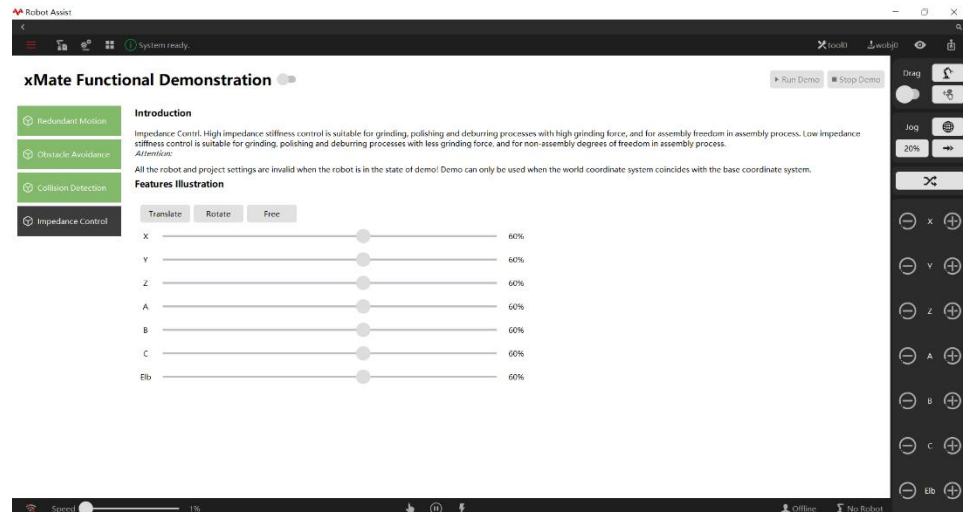 Robot Assist
System ready.
tool0
wobj0
xMate Functional Demonstration
Run Demo
Stop Demo
Drag
Redundant Motion
Obstacle Avoidance
Collision Detection
Impedance Control
Introduction
Impedance Contrl. High impedance stiffness control is suitable for grinding, polishing and deburring processes with high grinding force, and for assembly freedom in assembly process. Low impedance
stiffness control is suitable for grinding, polishing and deburring processes with less grinding force, and for non-assembly degrees of freedom in assembly process.
Attention:
All the robot and project settings are invalid when the robot is in the state of demo! Demo can only be used when the world coordinate system coincides with the base coordinate system.
Features Illustration
Translate Rotate Free
X 60%
Y 60%
Z 60%
A 60%
B 60%
C 60%
Elb 60%
Jog
20%
X
Y
Z
A
B
C
Elb
Speed 1%
Offline
No Robot